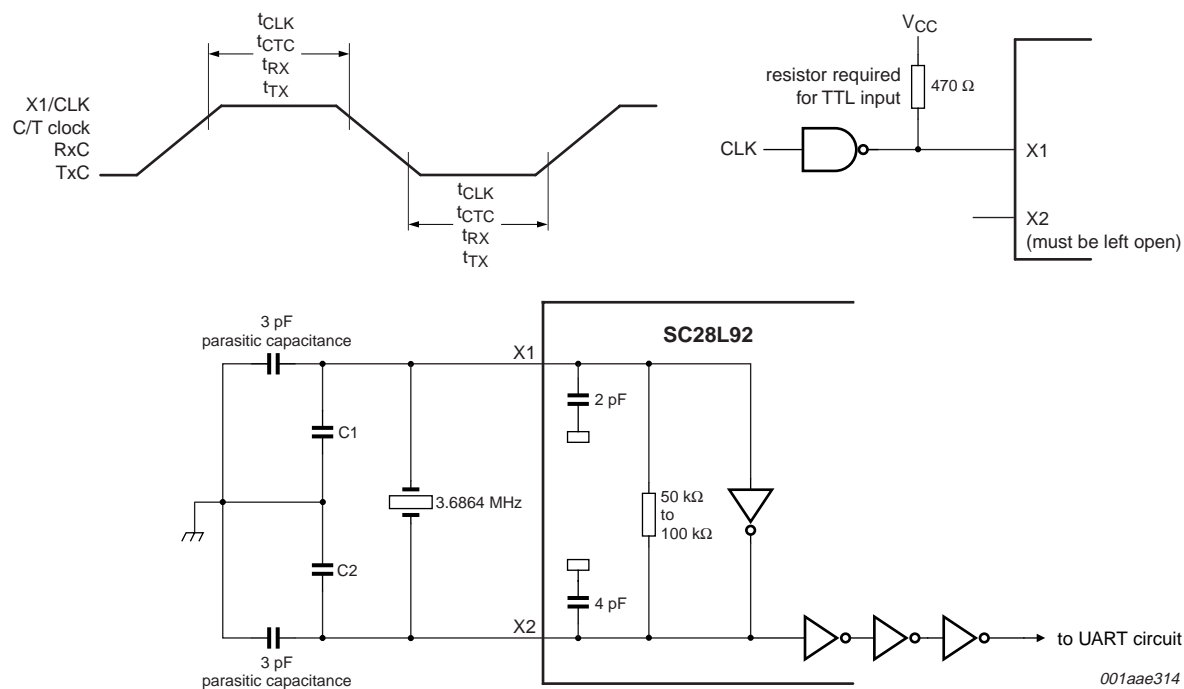 tCLK
tCTC
tRX
tTX
X1/CLK
C/T clock
RxC
TxC
tCLK
tCTC
tRX
tTX
VCC
resistor required
for TTL input
470 Ω
CLK
X1
X2
(must be left open)
SC28L92
3 pF
parasitic capacitance
X1
2 pF
C1
3.6864 MHz
50 kΩ
to
100 kΩ
C2
4 pF
X2
3 pF
parasitic capacitance
to UART circuit
001aae314